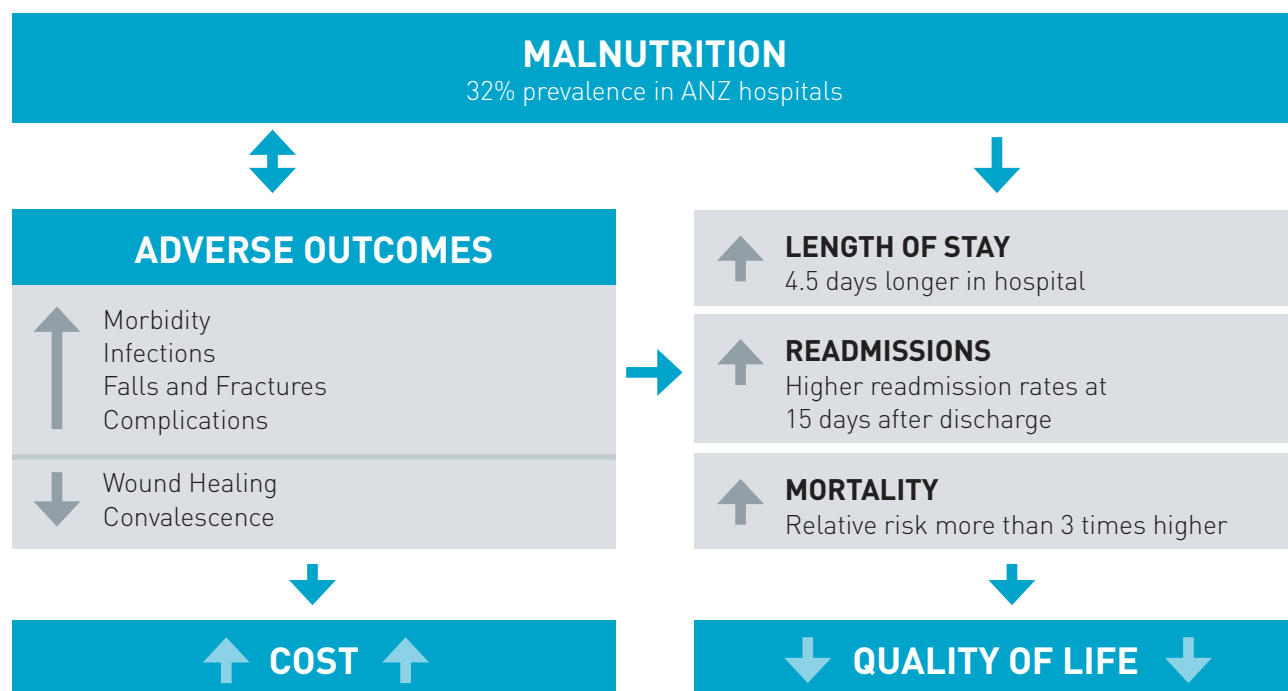 MALNUTRITION
32% prevalence in ANZ hospitals
ADVERSE OUTCOMES
Morbidity
Infections
Falls and Fractures
Complications
Wound Healing
Convalescence
LENGTH OF STAY
4.5 days longer in hospital
READMISSIONS
Higher readmission rates at
15 days after discharge
MORTALITY
Relative risk more than 3 times higher
COST
QUALITY OF LIFE